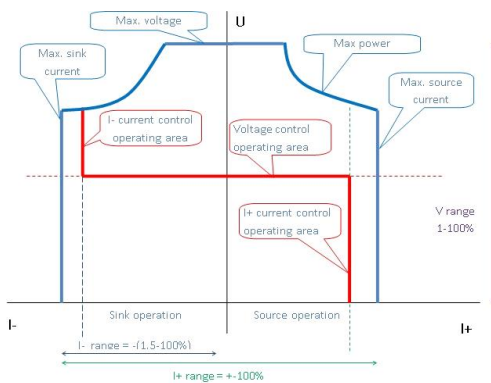 Max. voltage
U
Max. sink
current
Max power
Max. source
current
I- current control
operating area
Voltage control
operating area
I+ current control
operating area
V range
1-100%
Sink operation
Source operation
I-
I+
I- range = -(1.5-100%)
I+ range = +-100%